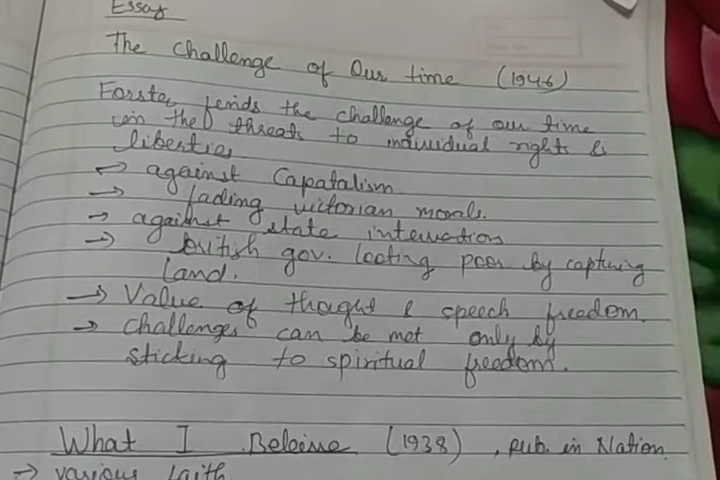 Essay
The Challenge of Our time (1946)
Forster finds the challenge of our time
in the threats to individual rights &
liberties
→ against Capatalism
→ fading victorian morals.
→ against state intervation
→ british gov. looting poor by capturing
land.
→ Value of thought & speech freedom.
→ Challenges can be met only by
sticking to spiritual freedom.
What I Beleive (1938), pub. in Nation
→ various faith